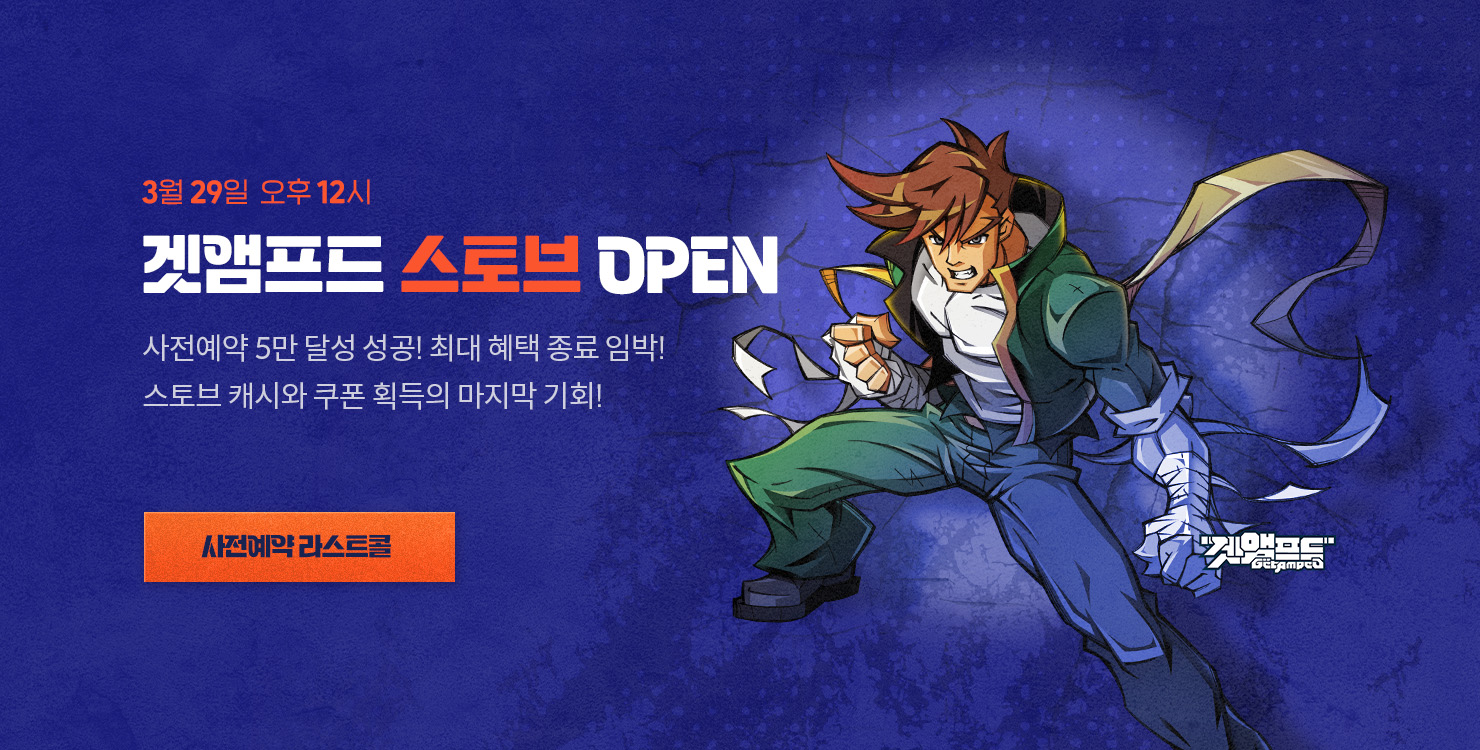 3월 29일 오후 12시
겟앰프드 스토브 OPEN
사전예약 5만 달성 성공! 최대 혜택 종료 임박!
스토브 캐시와 쿠폰 획득의 마지막 기회!
사전예약 라스트콜
"겟앰프드"
GetAmped